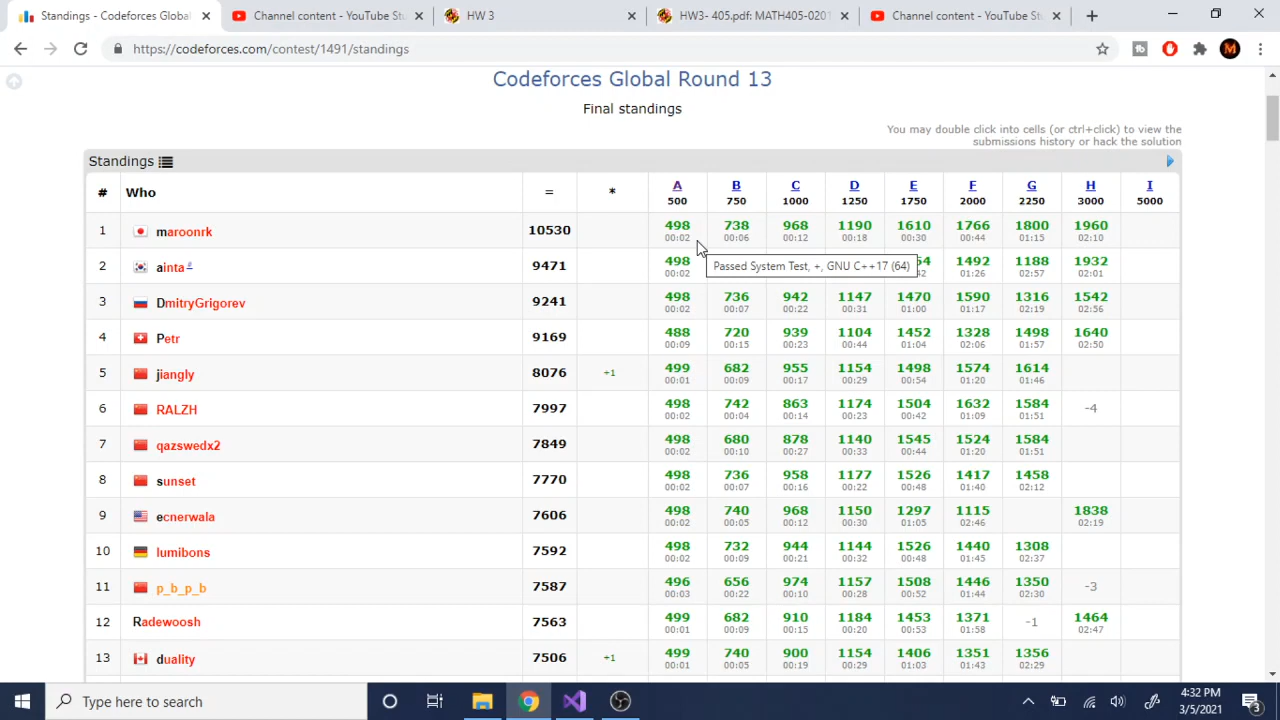 Standings - Codeforces Global
Channel content - YouTube Stu
HW 3
HW3- 405.pdf: MATH405-0201
Channel content - YouTube Stu
https://codeforces.com/contest/1491/standings
M
Codeforces Global Round 13
Final standings
You may double click into cells (or ctrl+click) to view the
submissions history or hack the solution
Standings
# Who = * A B C D E F G H I
500 750 1000 1250 1750 2000 2250 3000 5000
1 maroonrk 10530 498 738 968 1190 1610 1766 1800 1960
00:02 00:06 00:12 00:18 00:30 00:44 01:15 02:10
2 ainta 9471 498 64 1492 1188 1932
00:02 42 01:26 02:57 02:01
Passed System Test, +, GNU C++17 (64)
3 DmitryGrigorev 9241 498 736 942 1147 1470 1590 1316 1542
00:02 00:07 00:22 00:31 01:00 01:17 02:19 02:56
4 Petr 9169 488 720 939 1104 1452 1328 1498 1640
00:09 00:15 00:23 00:44 01:04 02:06 01:57 02:50
5 jiangly 8076 +1 499 682 955 1154 1498 1574 1614
00:01 00:09 00:17 00:29 00:54 01:20 01:46
6 RALZH 7997 498 742 863 1174 1504 1632 1584 -4
00:02 00:04 00:14 00:23 00:42 01:09 01:51
7 qazswedx2 7849 498 680 878 1140 1545 1524 1584
00:02 00:10 00:27 00:33 00:44 01:20 01:51
8 sunset 7770 498 736 958 1177 1526 1417 1458
00:02 00:07 00:16 00:22 00:48 01:40 02:12
9 ecnerwala 7606 498 740 968 1150 1297 1115 1838
00:02 00:05 00:12 00:30 01:05 02:46 02:19
10 lumibons 7592 498 732 944 1144 1526 1440 1308
00:02 00:09 00:21 00:32 00:48 01:45 02:37
11 p_b_p_b 7587 496 656 974 1157 1508 1446 1350 -3
00:03 00:22 00:10 00:28 00:52 01:44 02:30
12 Radewoosh 7563 499 682 910 1184 1453 1371 -1 1464
00:01 00:09 00:15 00:20 00:53 01:58 02:47
13 duality 7506 +1 499 740 900 1154 1406 1351 1356
00:01 00:05 00:19 00:29 01:03 01:43 02:29
Type here to search
4:32 PM
3/5/2021
3